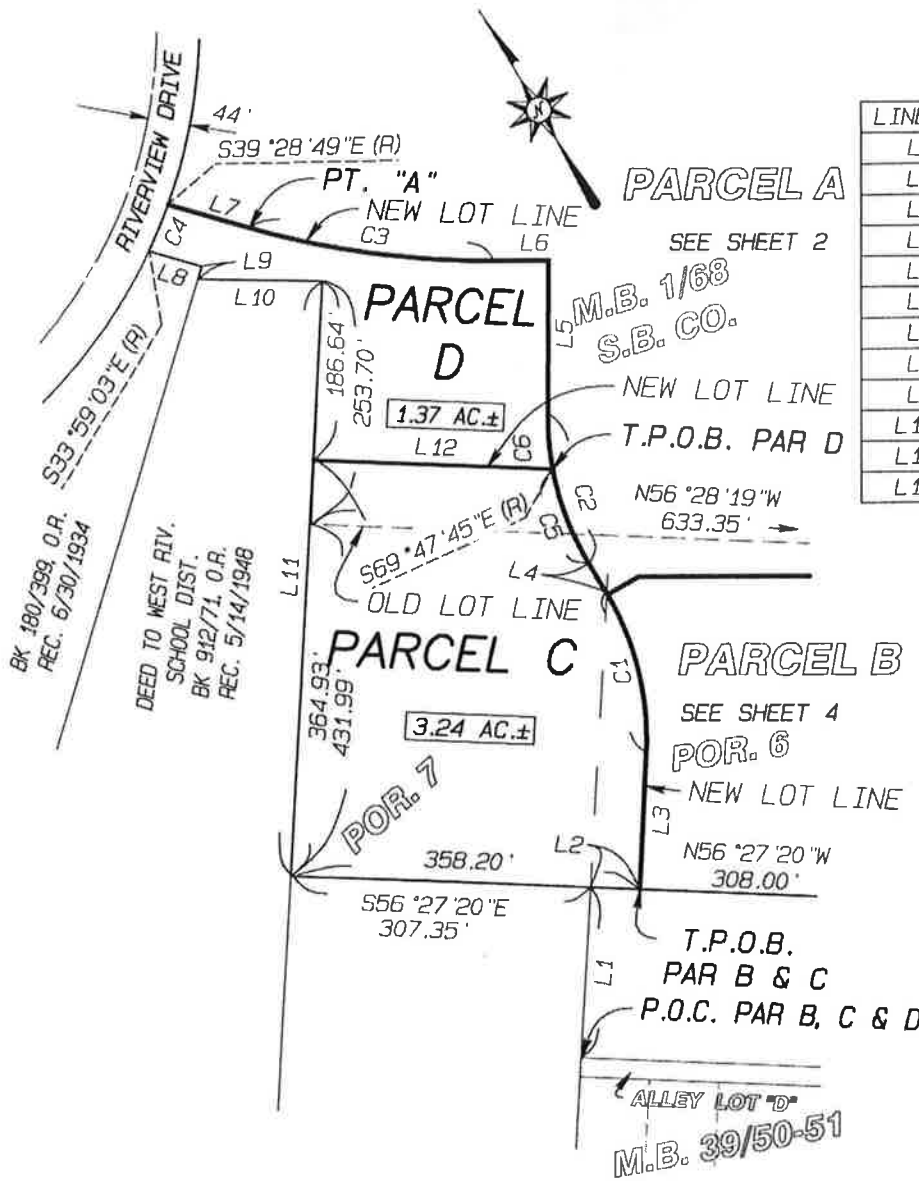 RIVERVIEW DRIVE
44'
S39°28'49"E (R)
L7
PT. "A"
NEW LOT LINE
C3
L6
C4
L8
L9
L10
S33°59'03"E (R)
PARCEL A
SEE SHEET 2
M.B. 1/68
S.B. CO.
L5
PARCEL
D
1.37 AC.±
186.64'
253.70'
L12
C6
NEW LOT LINE
T.P.O.B. PAR D
N56°28'19"W
633.35'
C2
C5
S69°47'45"E (R)
L4
OLD LOT LINE
BK 180/399, O.R.
REC. 6/30/1934
DEED TO WEST RIV.
SCHOOL DIST.
BK 912/71, O.R.
REC. 5/14/1948
L11
PARCEL C
3.24 AC.±
364.93'
431.99'
C1
PARCEL B
SEE SHEET 4
POR. 6
NEW LOT LINE
L3
POR. 7
L2
358.20'
N56°27'20"W
308.00'
S56°27'20"E
307.35'
T.P.O.B.
PAR B & C
L1
P.O.C. PAR B, C & D
ALLEY LOT "D"
M.B. 39/50-51
N